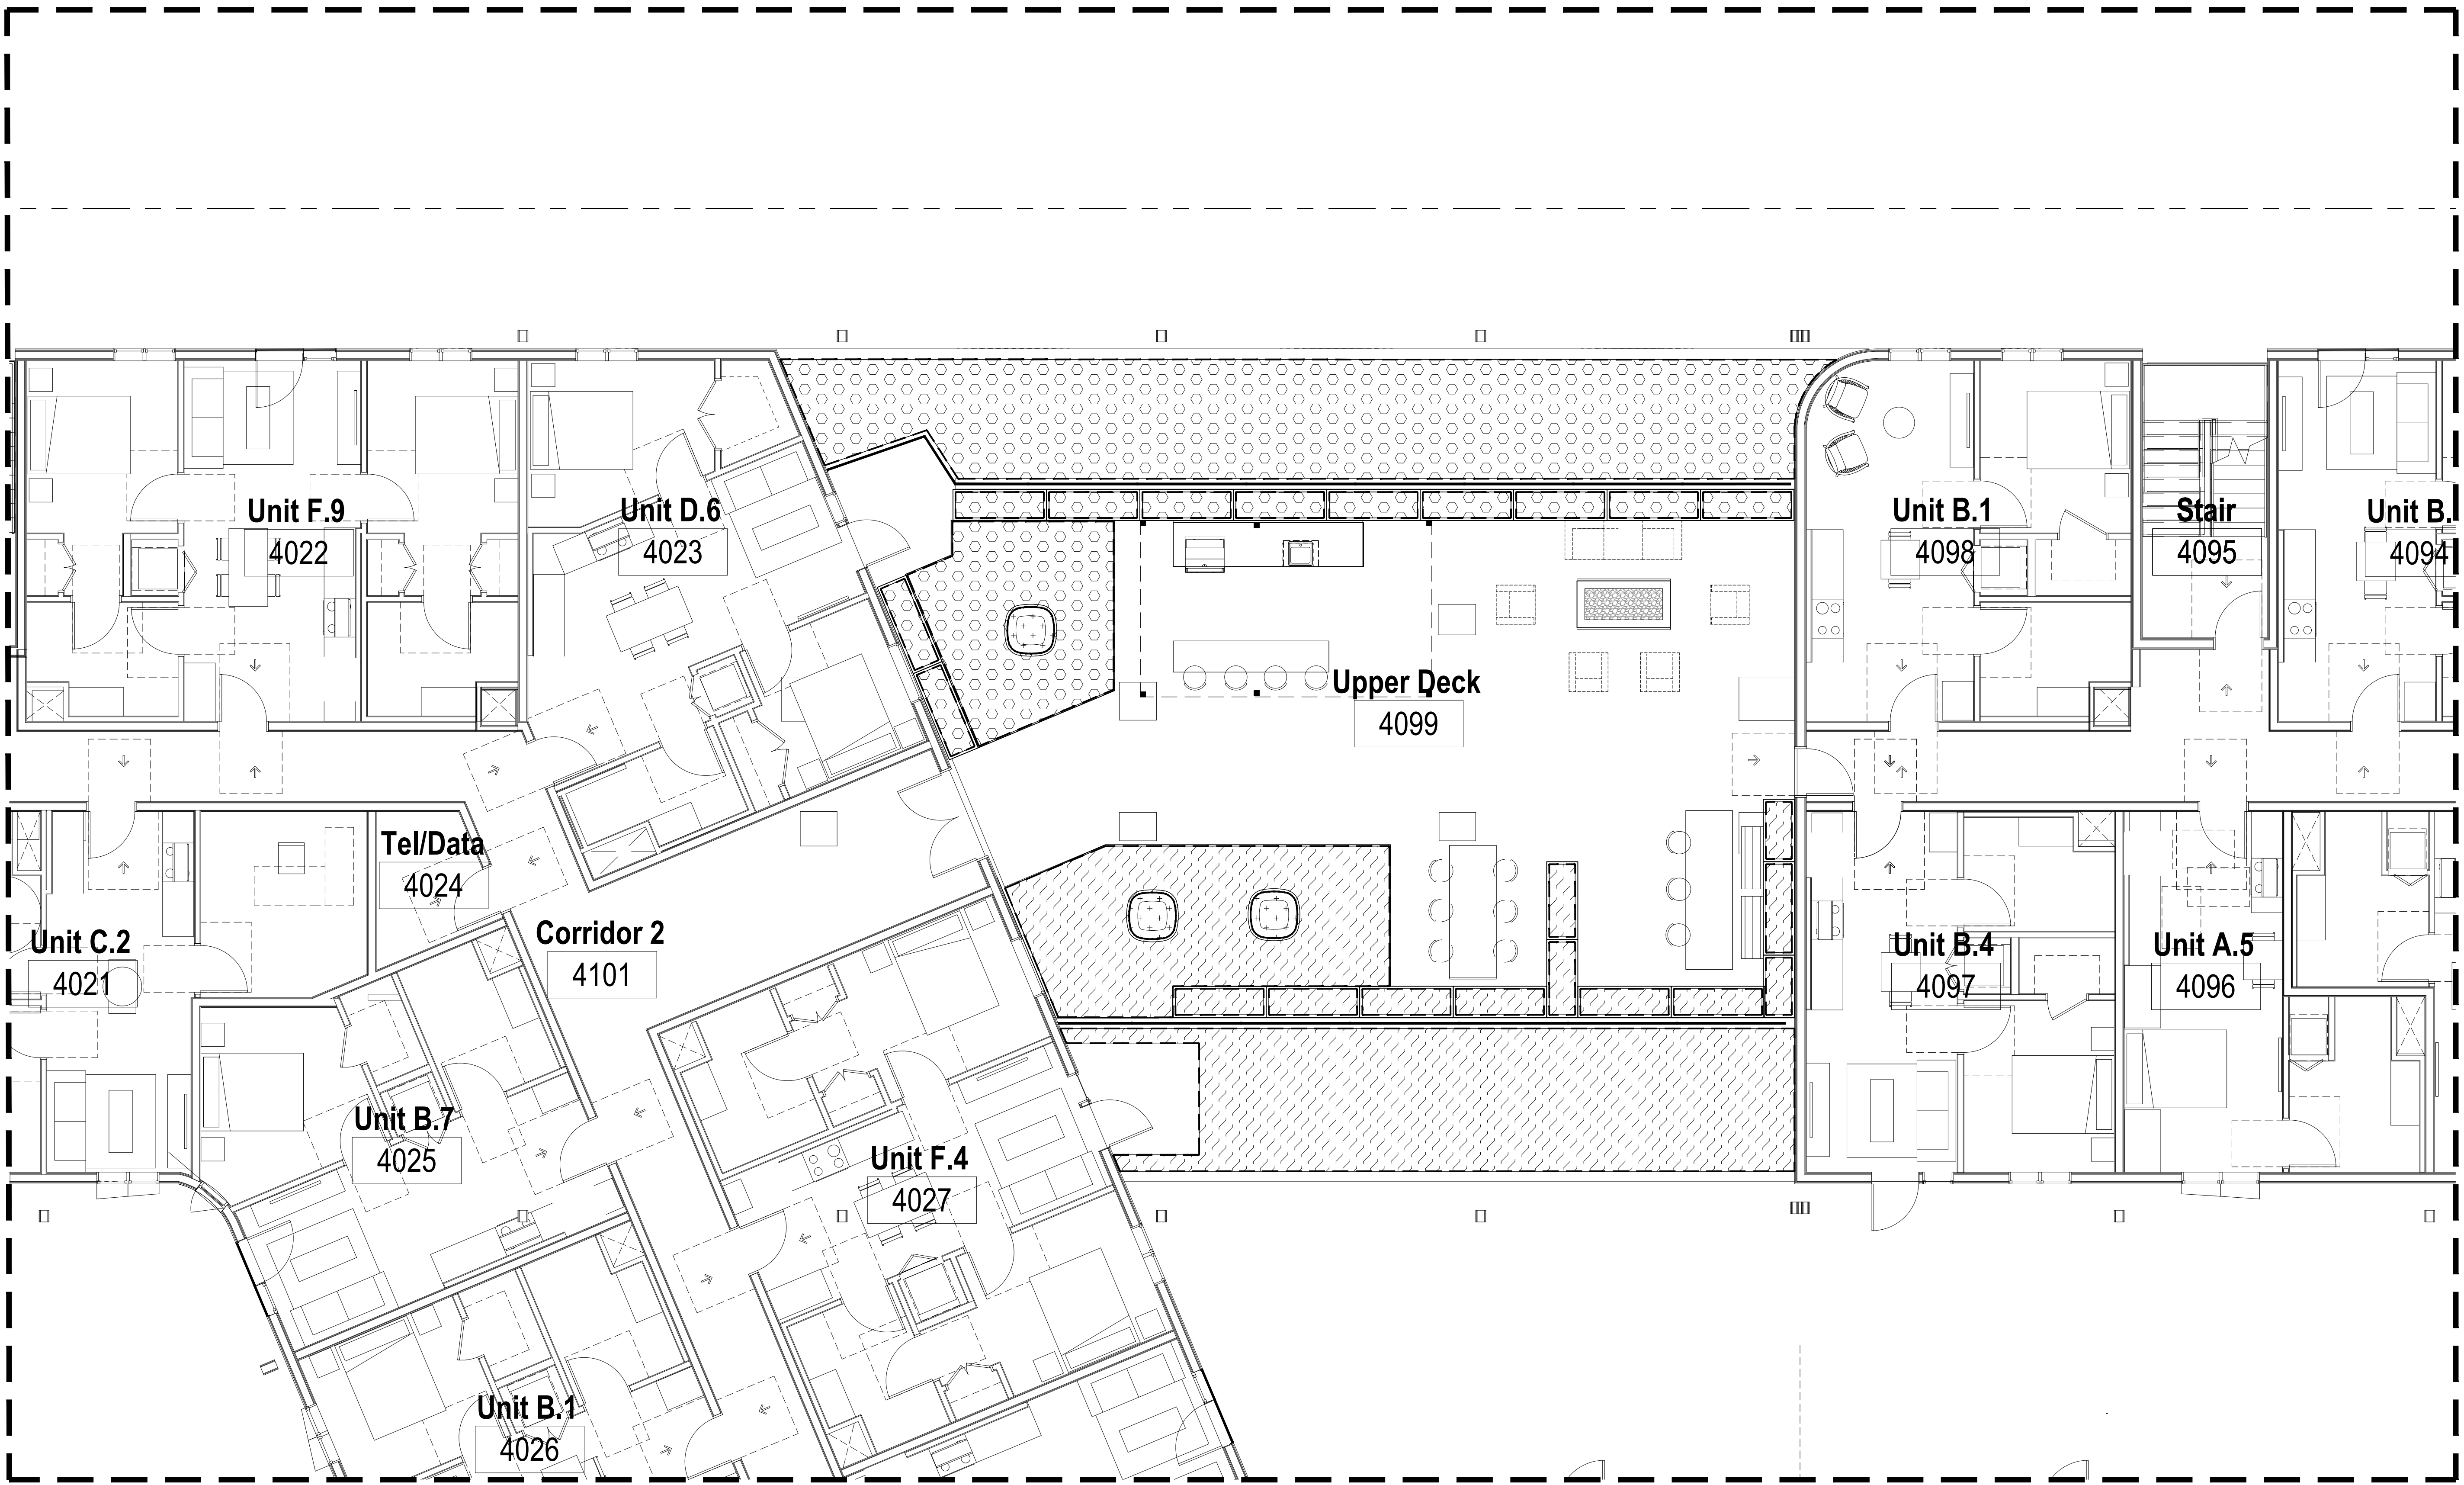 Unit F.9
4022
Unit D.6
4023
Unit B.1
4098
Stair
4095
Unit B.
4094
Upper Deck
4099
Tel/Data
4024
Unit C.2
4021
Corridor 2
4101
Unit B.4
4097
Unit A.5
4096
Unit B.7
4025
Unit F.4
4027
Unit B.1
4026